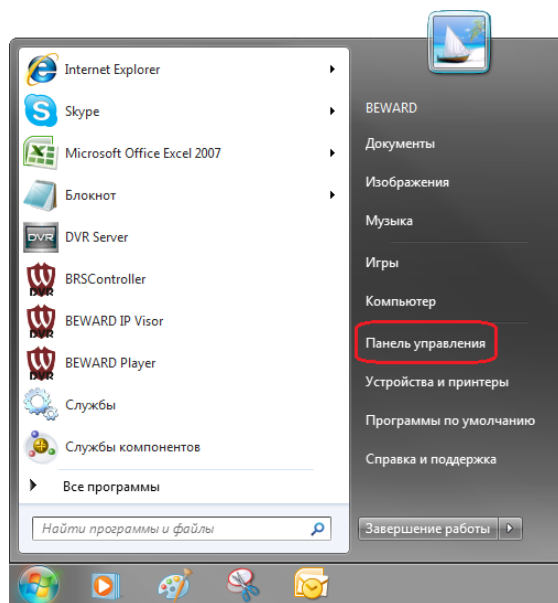 Internet Explorer
Skype
Microsoft Office Excel 2007
Блокнот
DVR Server
BRSController
BEWARD IP Visor
BEWARD Player
Службы
Службы компонентов
Все программы
Найти программы и файлы
BEWARD
Документы
Изображения
Музыка
Игры
Компьютер
Панель управления
Устройства и принтеры
Программы по умолчанию
Справка и поддержка
Завершение работы